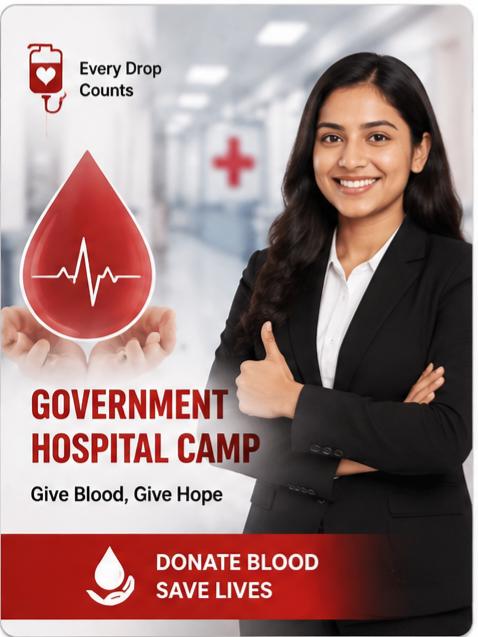 Every Drop
Counts
GOVERNMENT
HOSPITAL CAMP
Give Blood, Give Hope
DONATE BLOOD
SAVE LIVES